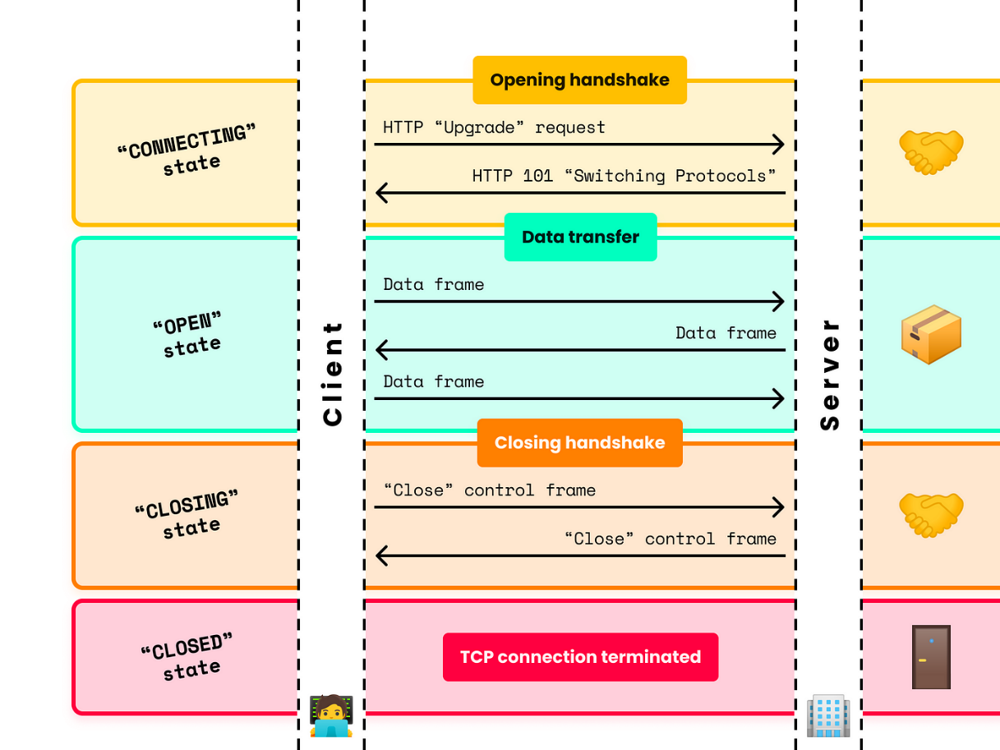 Opening handshake
“CONNECTING”
state
HTTP “Upgrade” request
HTTP 101 “Switching Protocols”
Data transfer
“OPEN”
state
Data frame
Data frame
Data frame
Client
Server
Closing handshake
“CLOSING”
state
“Close” control frame
“Close” control frame
“CLOSED”
state
TCP connection terminated